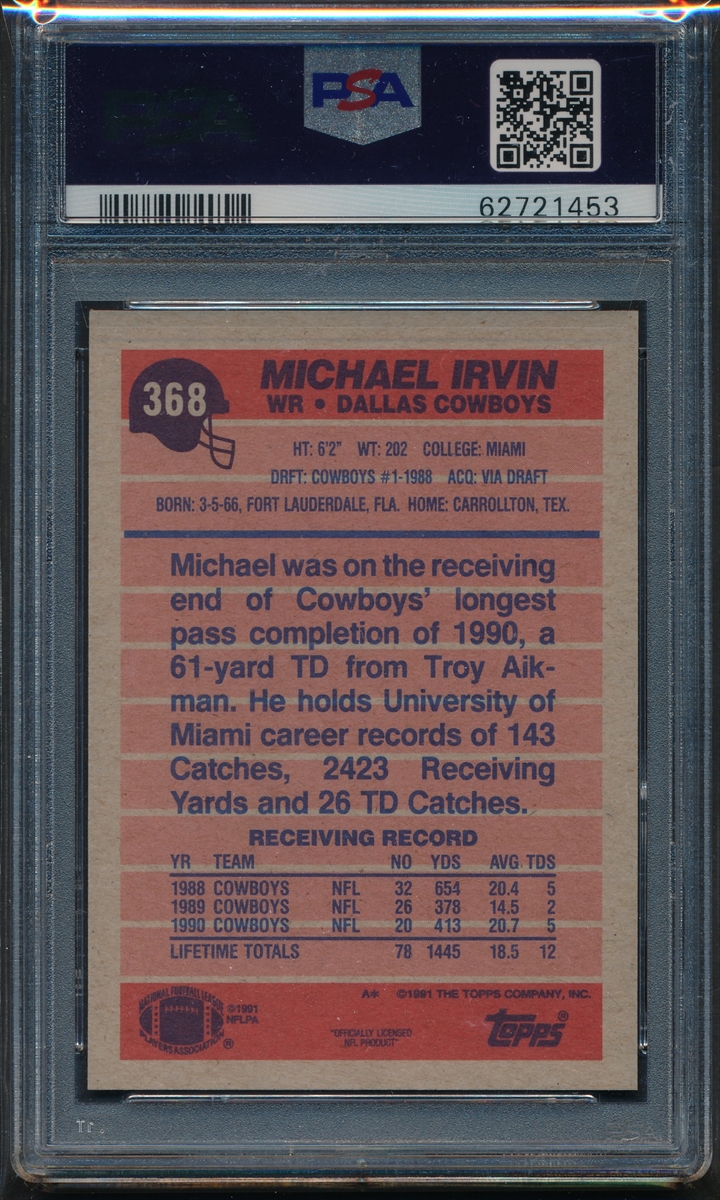 PSA
62721453
368
MICHAEL IRVIN
WR • DALLAS COWBOYS
HT: 6'2" WT: 202 COLLEGE: MIAMI
DRFT: COWBOYS #1-1988 ACQ: VIA DRAFT
BORN: 3-5-66, FORT LAUDERDALE, FLA. HOME: CARROLLTON, TEX.
Michael was on the receiving
end of Cowboys' longest
pass completion of 1990, a
61-yard TD from Troy Aik-
man. He holds University of
Miami career records of 143
Catches, 2423 Receiving
Yards and 26 TD Catches.
RECEIVING RECORD
YR TEAM NO YDS AVG TDS
1988 COWBOYS NFL 32 654 20.4 5
1989 COWBOYS NFL 26 378 14.5 2
1990 COWBOYS NFL 20 413 20.7 5
LIFETIME TOTALS 78 1445 18.5 12
A* ©1991 THE TOPPS COMPANY, INC.
NATIONAL FOOTBALL LEAGUE
PLAYERS ASSOCIATION ®
©1991
NFLPA
"OFFICIALLY LICENSED
NFL PRODUCT"
topps®